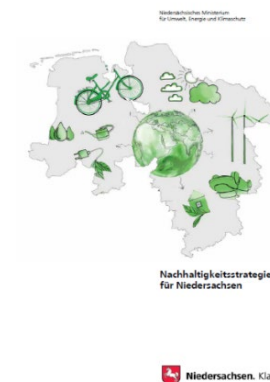 Niedersächsisches Ministerium
für Umwelt, Energie und Klimaschutz
Nachhaltigkeitsstrategie
für Niedersachsen
Niedersachsen. Kla